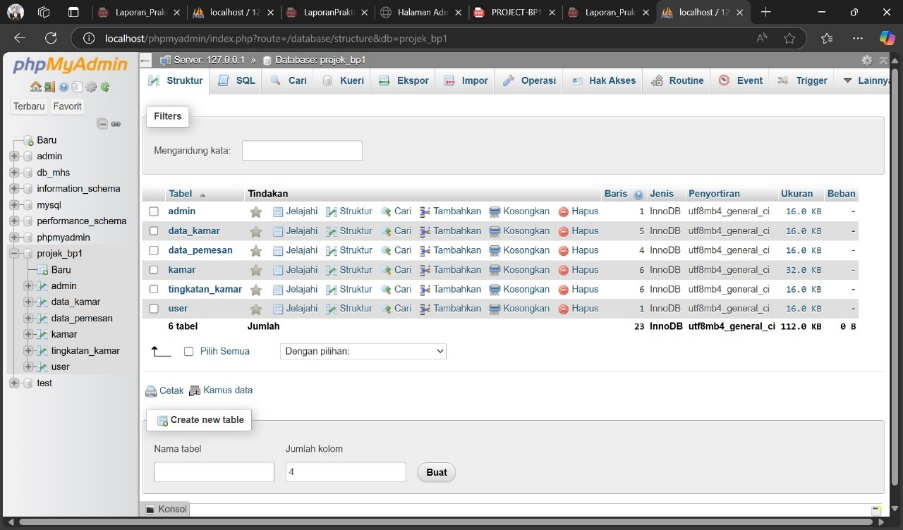 Laporan_Prak
localhost / 12
LaporanPrakti
Halaman Adm
PROJECT-BP1
Laporan_Prak
localhost / 12
localhost/phpmyadmin/index.php?route=/database/structure&db=projek_bp1
phpMyAdmin
Terbaru Favorit
Baru
admin
db_mhs
information_schema
mysql
performance_schema
phpmyadmin
projek_bp1
Baru
admin
data_kamar
data_pemesan
kamar
tingkatan_kamar
user
test
Server: 127.0.0.1 » Database: projek_bp1
Struktur SQL Cari Kueri Ekspor Impor Operasi Hak Akses Routine Event Trigger Lainnya
Filters
Mengandung kata:
Tabel Tindakan Baris Jenis Penyortiran Ukuran Beban
admin Jelajahi Struktur Cari Tambahkan Kosongkan Hapus 1 InnoDB utf8mb4_general_ci 16.0 KB -
data_kamar Jelajahi Struktur Cari Tambahkan Kosongkan Hapus 5 InnoDB utf8mb4_general_ci 16.0 KB -
data_pemesan Jelajahi Struktur Cari Tambahkan Kosongkan Hapus 4 InnoDB utf8mb4_general_ci 16.0 KB -
kamar Jelajahi Struktur Cari Tambahkan Kosongkan Hapus 6 InnoDB utf8mb4_general_ci 32.0 KB -
tingkatan_kamar Jelajahi Struktur Cari Tambahkan Kosongkan Hapus 6 InnoDB utf8mb4_general_ci 16.0 KB -
user Jelajahi Struktur Cari Tambahkan Kosongkan Hapus 1 InnoDB utf8mb4_general_ci 16.0 KB -
6 tabel Jumlah 23 InnoDB utf8mb4_general_ci 112.0 KB 0 B
Pilih Semua Dengan pilihan:
Cetak Kamus data
Create new table
Nama tabel Jumlah kolom
4 Buat
Konsol